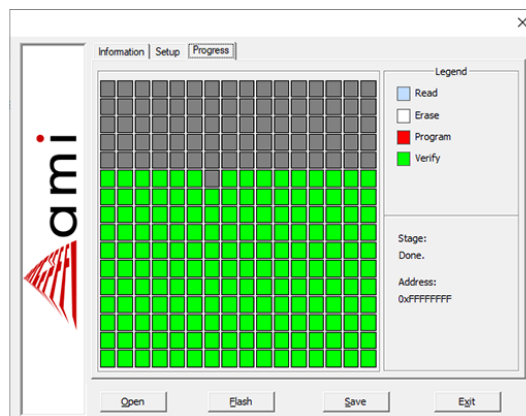 Information
Setup
Progress
ami
Legend
Read
Erase
Program
Verify
Stage:
Done.
Address:
0xFFFFFFFF
Open
Flash
Save
Exit